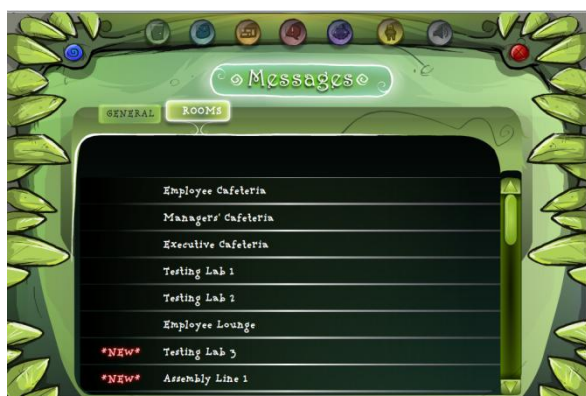 Messages
GENERAL
ROOMS
Employee Cafeteria
Managers' Cafeteria
Executive Cafeteria
Testing Lab 1
Testing Lab 2
Employee Lounge
*NEW* Testing Lab 3
*NEW* Assembly Line 1